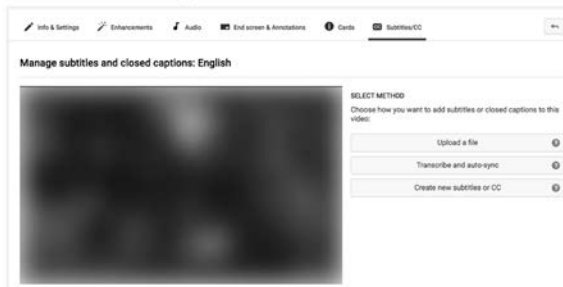 Info & Settings Enhancements Audio End screen & Annotations Cards Subtitles/CC
Manage subtitles and closed captions: English
SELECT METHOD
Choose how you want to add subtitles or closed captions to this
video:
Upload a file
Transcribe and auto-sync
Create new subtitles or CC